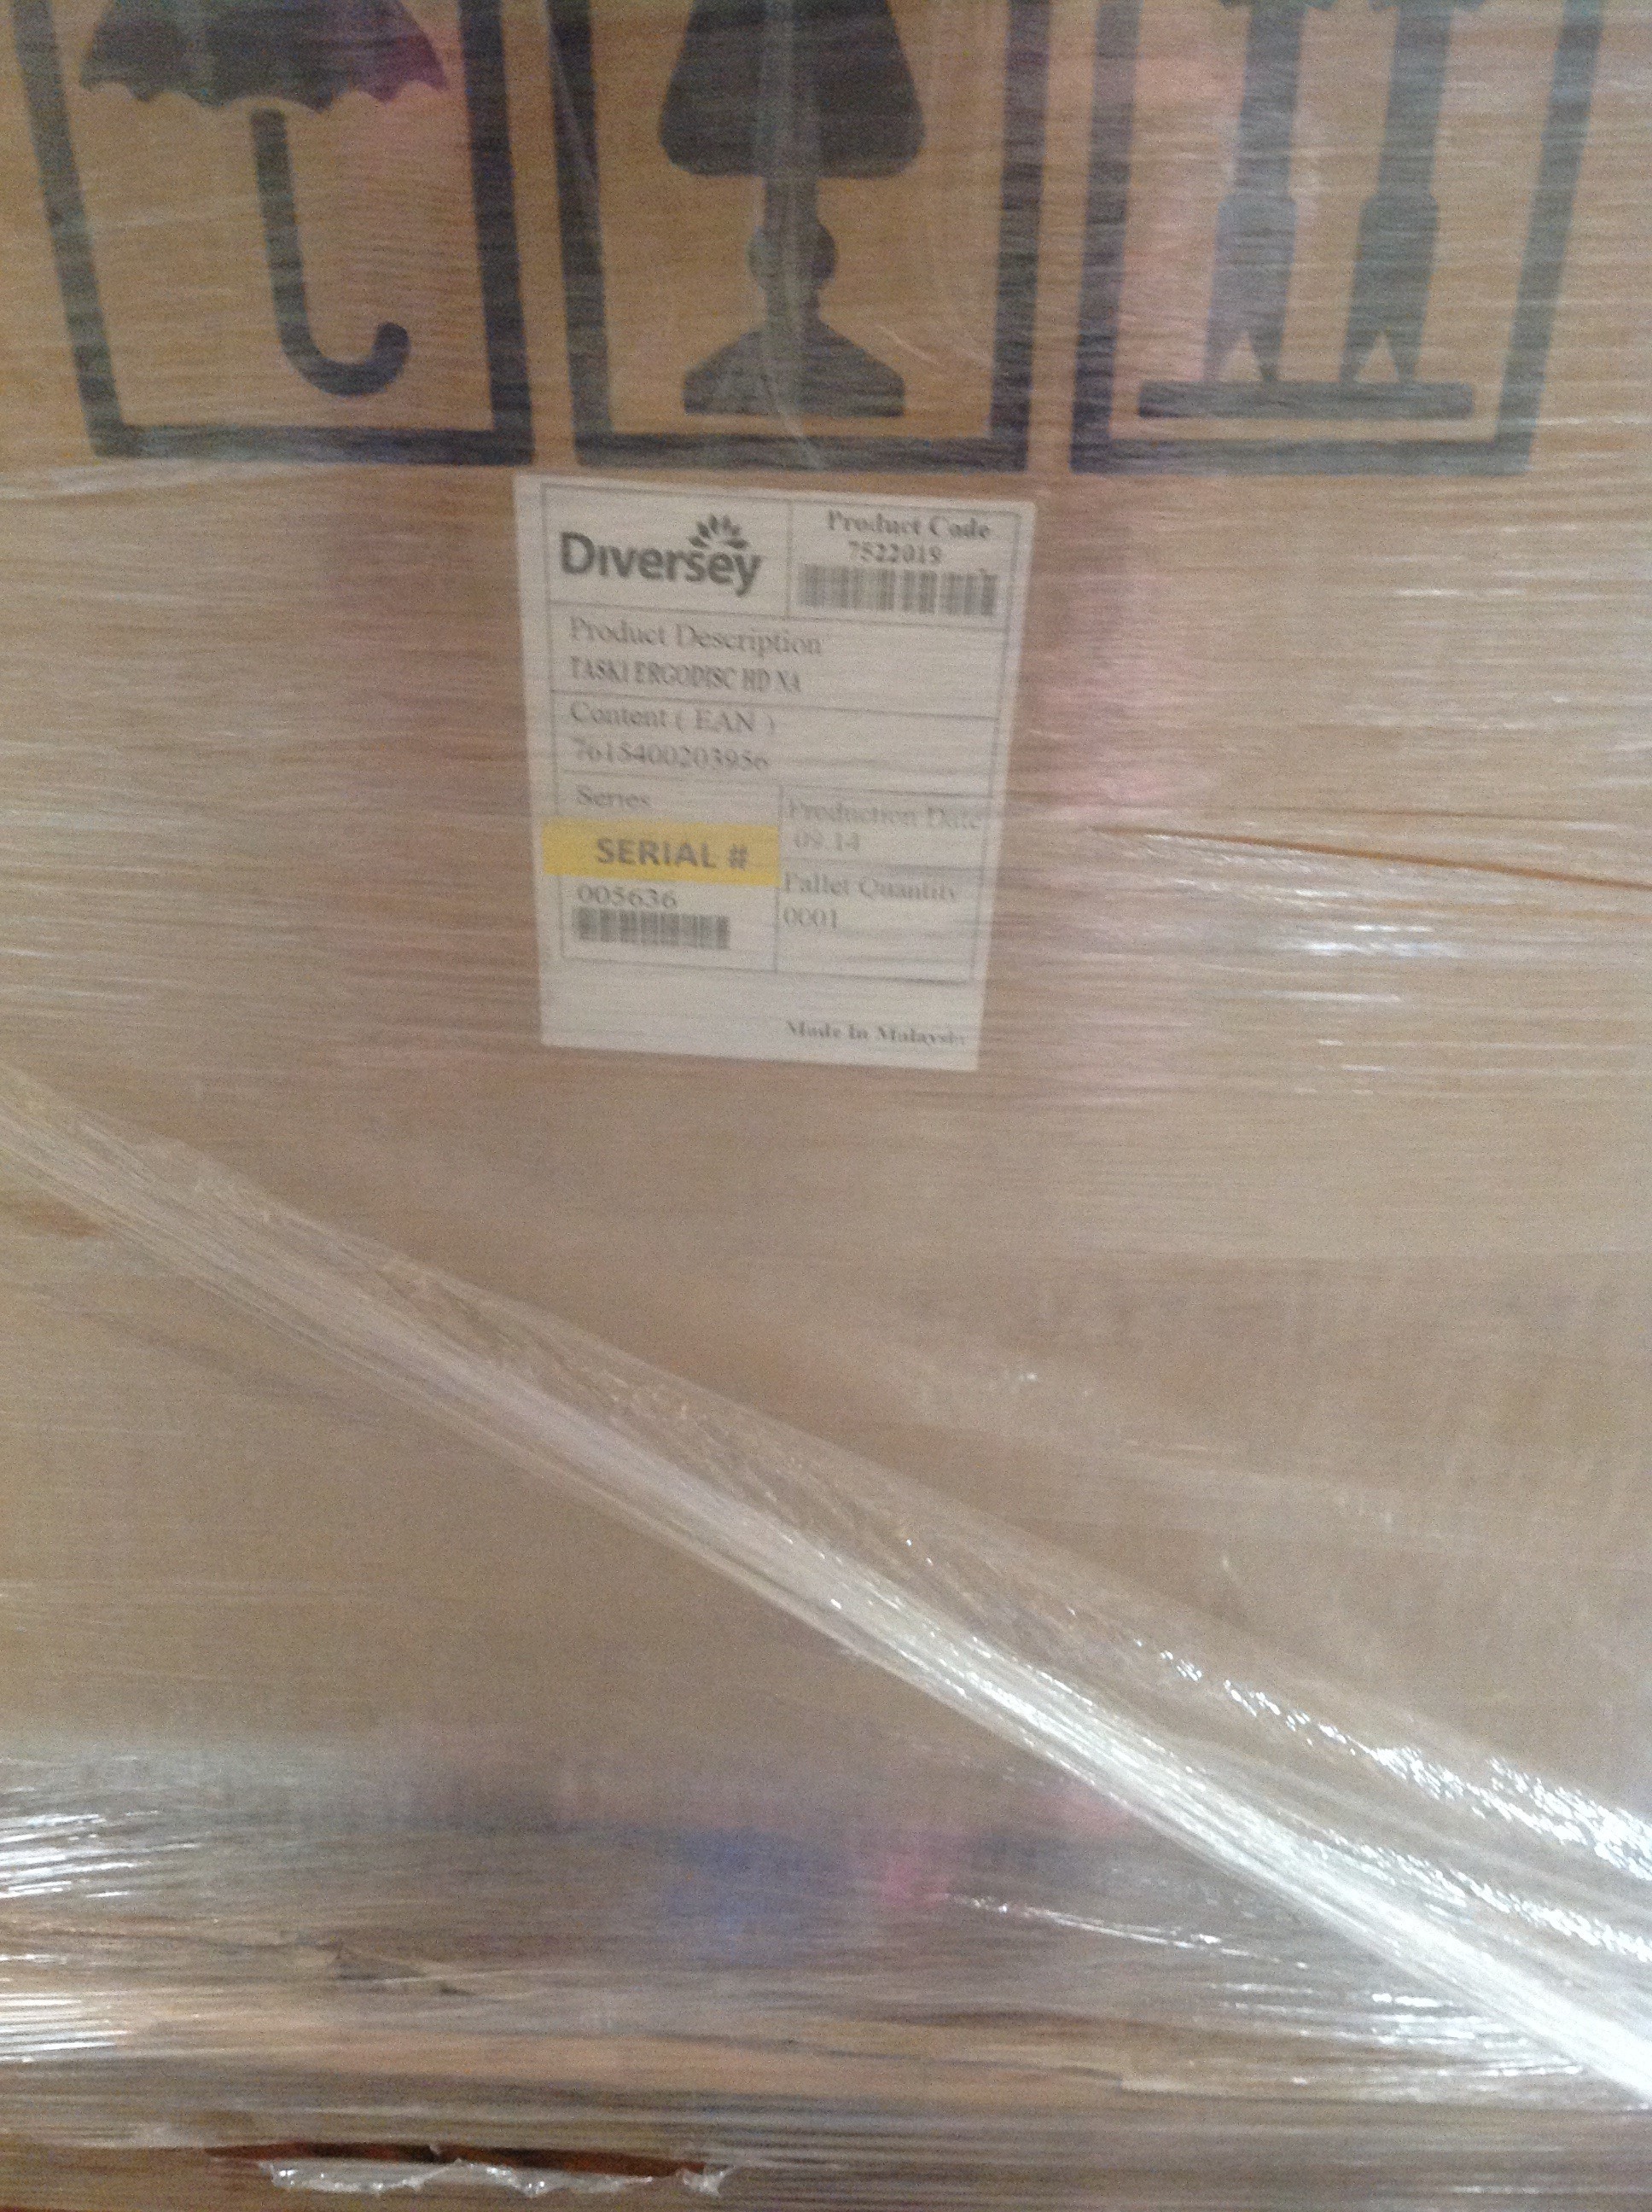 Diversey
Product Code
7522019
Product Description
TASKI ERGODISC HD NA
Content ( EAN )
7615400203956
Series
SERIAL #
005636
Production Date
09.14
Pallet Quantity
0001
Made In Malaysia